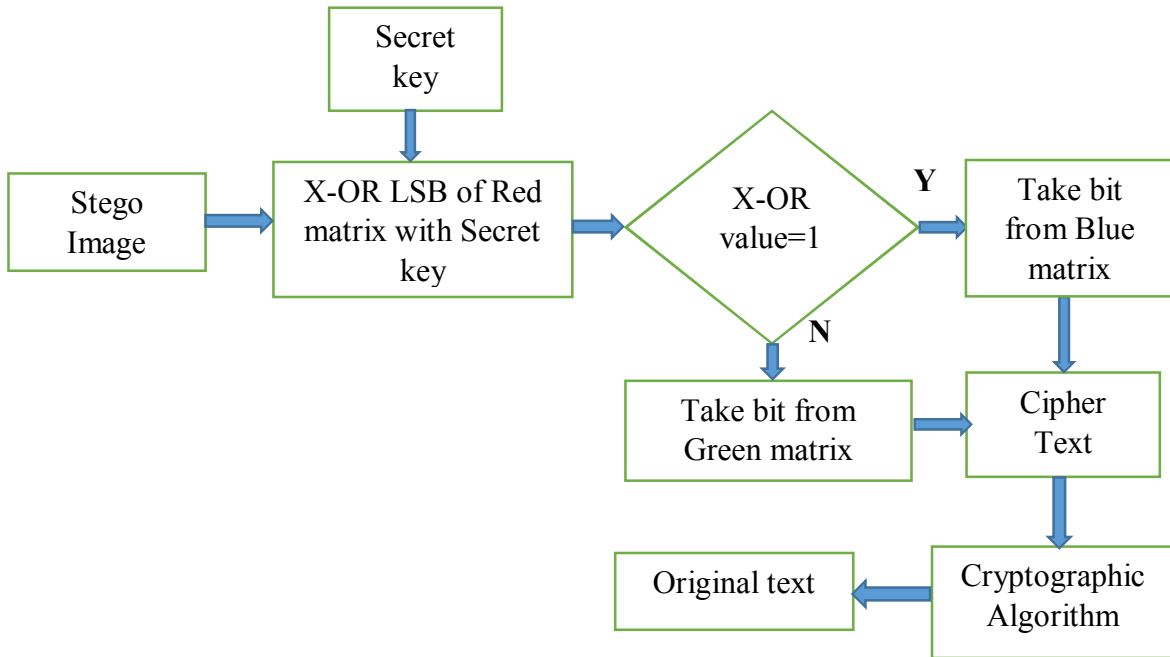 Secret
key
Stego
Image
X-OR LSB of Red
matrix with Secret
key
X-OR
value=1
Y
Take bit
from Blue
matrix
N
Take bit from
Green matrix
Cipher
Text
Original text
Cryptographic
Algorithm